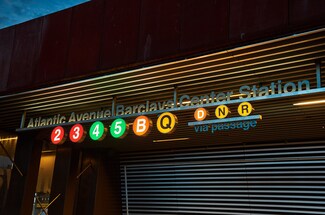 Atlantic Avenue Barclays Center Station
2 3 4 5 B Q D N R
via passage